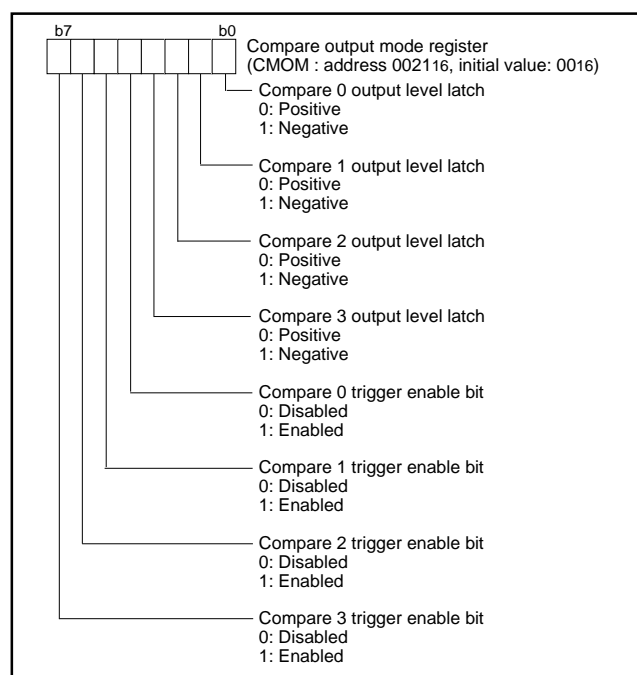 b7 b0
Compare output mode register
(CMOM : address 002116, initial value: 0016)
Compare 0 output level latch
0: Positive
1: Negative
Compare 1 output level latch
0: Positive
1: Negative
Compare 2 output level latch
0: Positive
1: Negative
Compare 3 output level latch
0: Positive
1: Negative
Compare 0 trigger enable bit
0: Disabled
1: Enabled
Compare 1 trigger enable bit
0: Disabled
1: Enabled
Compare 2 trigger enable bit
0: Disabled
1: Enabled
Compare 3 trigger enable bit
0: Disabled
1: Enabled